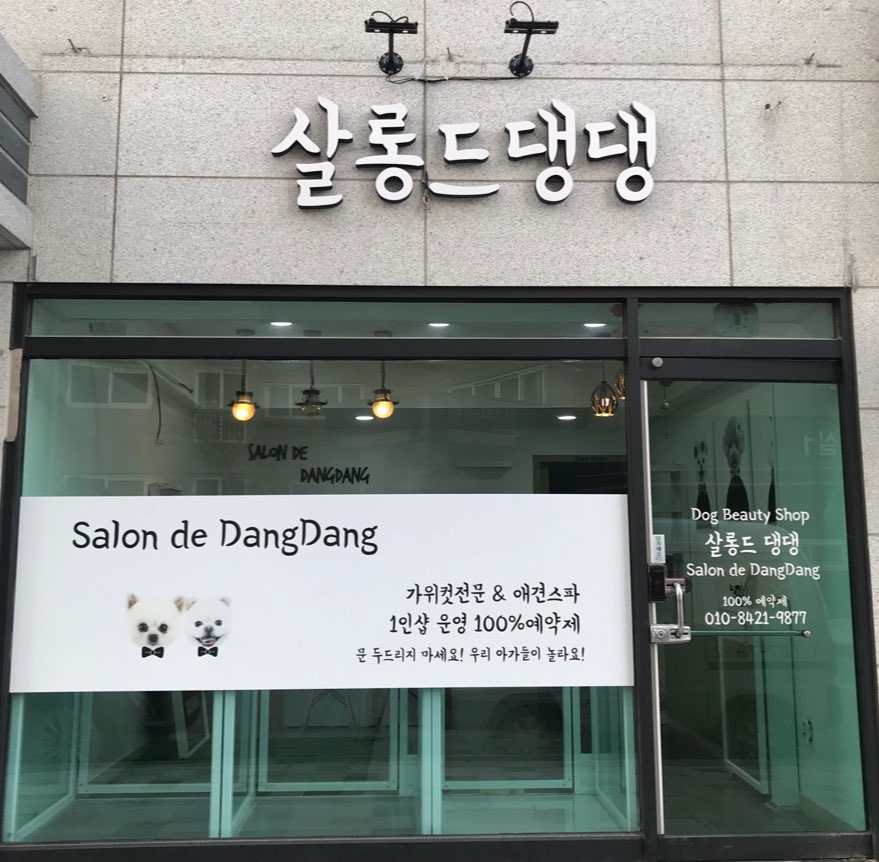 살롱드댕댕
SALON DE
DANGDANG
Salon de DangDang
가위컷전문 & 애견스파
1인샵 운영 100%예약제
문 두드리지 마세요! 우리 아가들이 놀라요!
Dog Beauty Shop
살롱드 댕댕
Salon de DangDang
100% 예약제
010-8421-9877